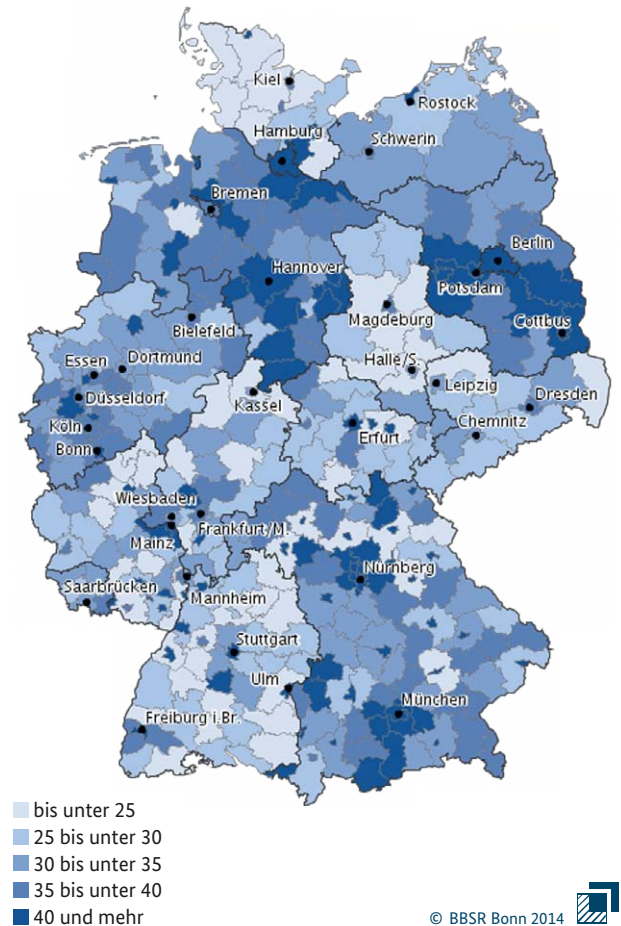 Kiel
Rostock
Hamburg
Schwerin
Bremen
Berlin
Hannover
Potsdam
Magdeburg
Bielefeld
Cottbus
Essen
Dortmund
Halle/S.
Leipzig
Düsseldorf
Dresden
Kassel
Köln
Chemnitz
Erfurt
Bonn
Wiesbaden
Frankfurt/M.
Mainz
Nürnberg
Saarbrücken
Mannheim
Stuttgart
Ulm
München
Freiburg i.Br.
bis unter 25
25 bis unter 30
30 bis unter 35
35 bis unter 40
40 und mehr
© BBSR Bonn 2014